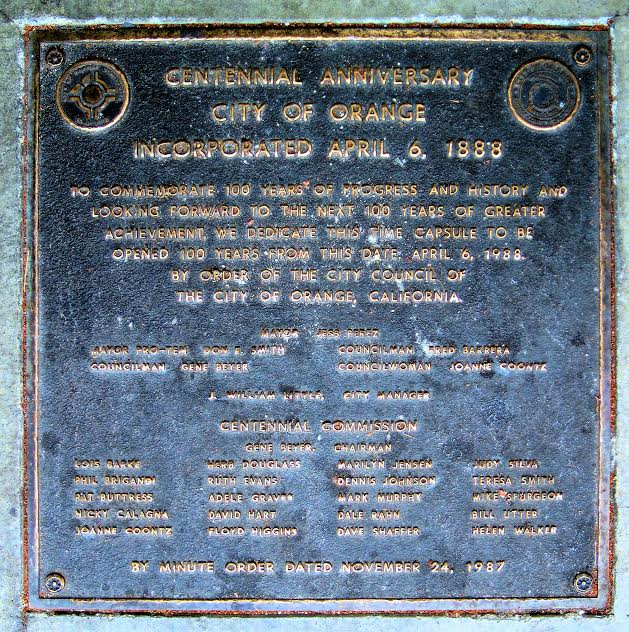 CENTENNIAL ANNIVERSARY
CITY OF ORANGE
INCORPORATED APRIL 6, 1888
TO COMMEMORATE 100 YEARS OF PROGRESS AND HISTORY AND
LOOKING FORWARD TO THE NEXT 100 YEARS OF GREATER
ACHIEVEMENT, WE DEDICATE THIS TIME CAPSULE TO BE
OPENED 100 YEARS FROM THIS DATE, APRIL 6, 1988.
BY ORDER OF THE CITY COUNCIL OF
THE CITY OF ORANGE, CALIFORNIA.
MAYOR JESS PEREZ
MAYOR PRO-TEM DON E. SMITH COUNCILMAN FRED BARRERA
COUNCILMAN GENE BEYER COUNCILWOMAN JOANNE COONTZ
J. WILLIAM LITTLE, CITY MANAGER
CENTENNIAL COMMISSION
GENE BEYER, CHAIRMAN
LOIS BARKE HERB DOUGLASS MARILYN JENSEN JUDY SILVA
PHIL BRIGANDI RUTH EVANS DENNIS JOHNSON TERESA SMITH
PAT BUTTRESS ADELE GRAVES MARK MURPHY MIKE SPURGEON
NICKY CALAGNA DAVID HART DALE RAHN BILL UTTER
JOANNE COONTZ FLOYD HIGGINS DAVE SHAFFER HELEN WALKER
BY MINUTE ORDER DATED NOVEMBER 24, 1987